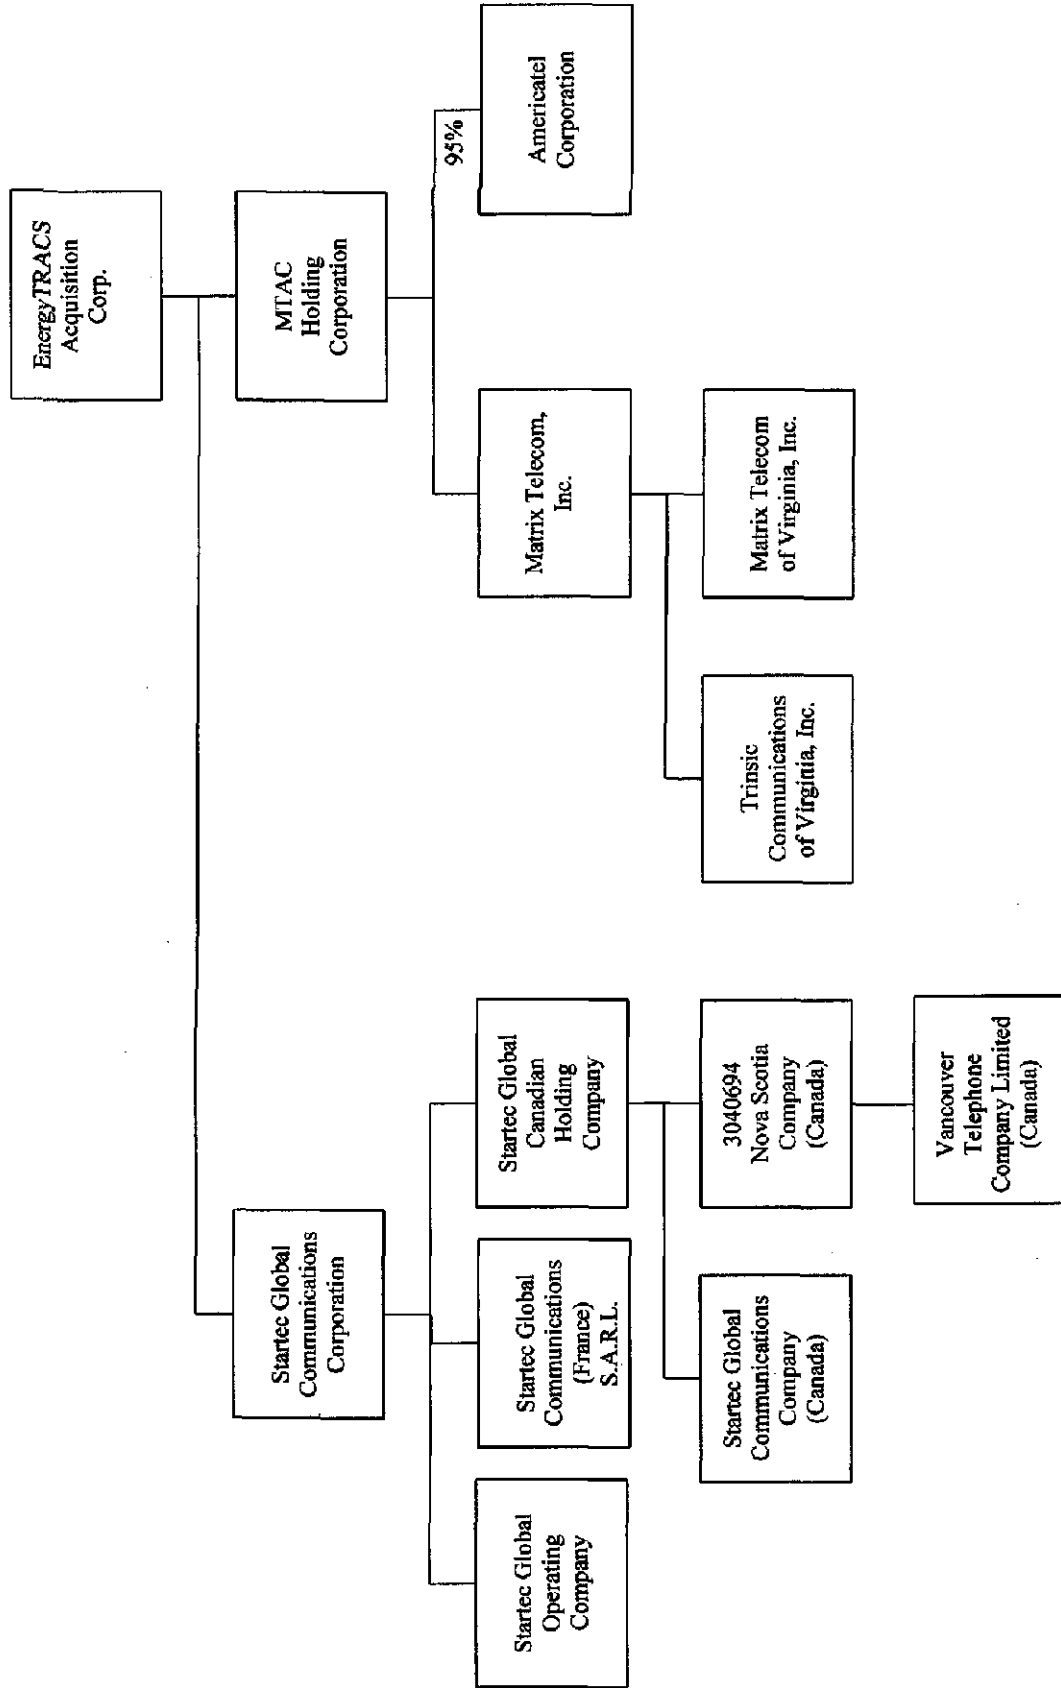 EnergyTRACS
Acquisition
Corp.
Startec Global
Communications
Corporation
MTAC
Holding
Corporation
95%
Startec Global
Operating
Company
Startec Global
Communications
(France)
S.A.R.L.
Startec Global
Canadian
Holding
Company
Matrix Telecom,
Inc.
Americatel
Corporation
Startec Global
Communications
Company
(Canada)
3040694
Nova Scotia
Company
(Canada)
Trinsic
Communications
of Virginia, Inc.
Matrix Telecom
of Virginia, Inc.
Vancouver
Telephone
Company Limited
(Canada)